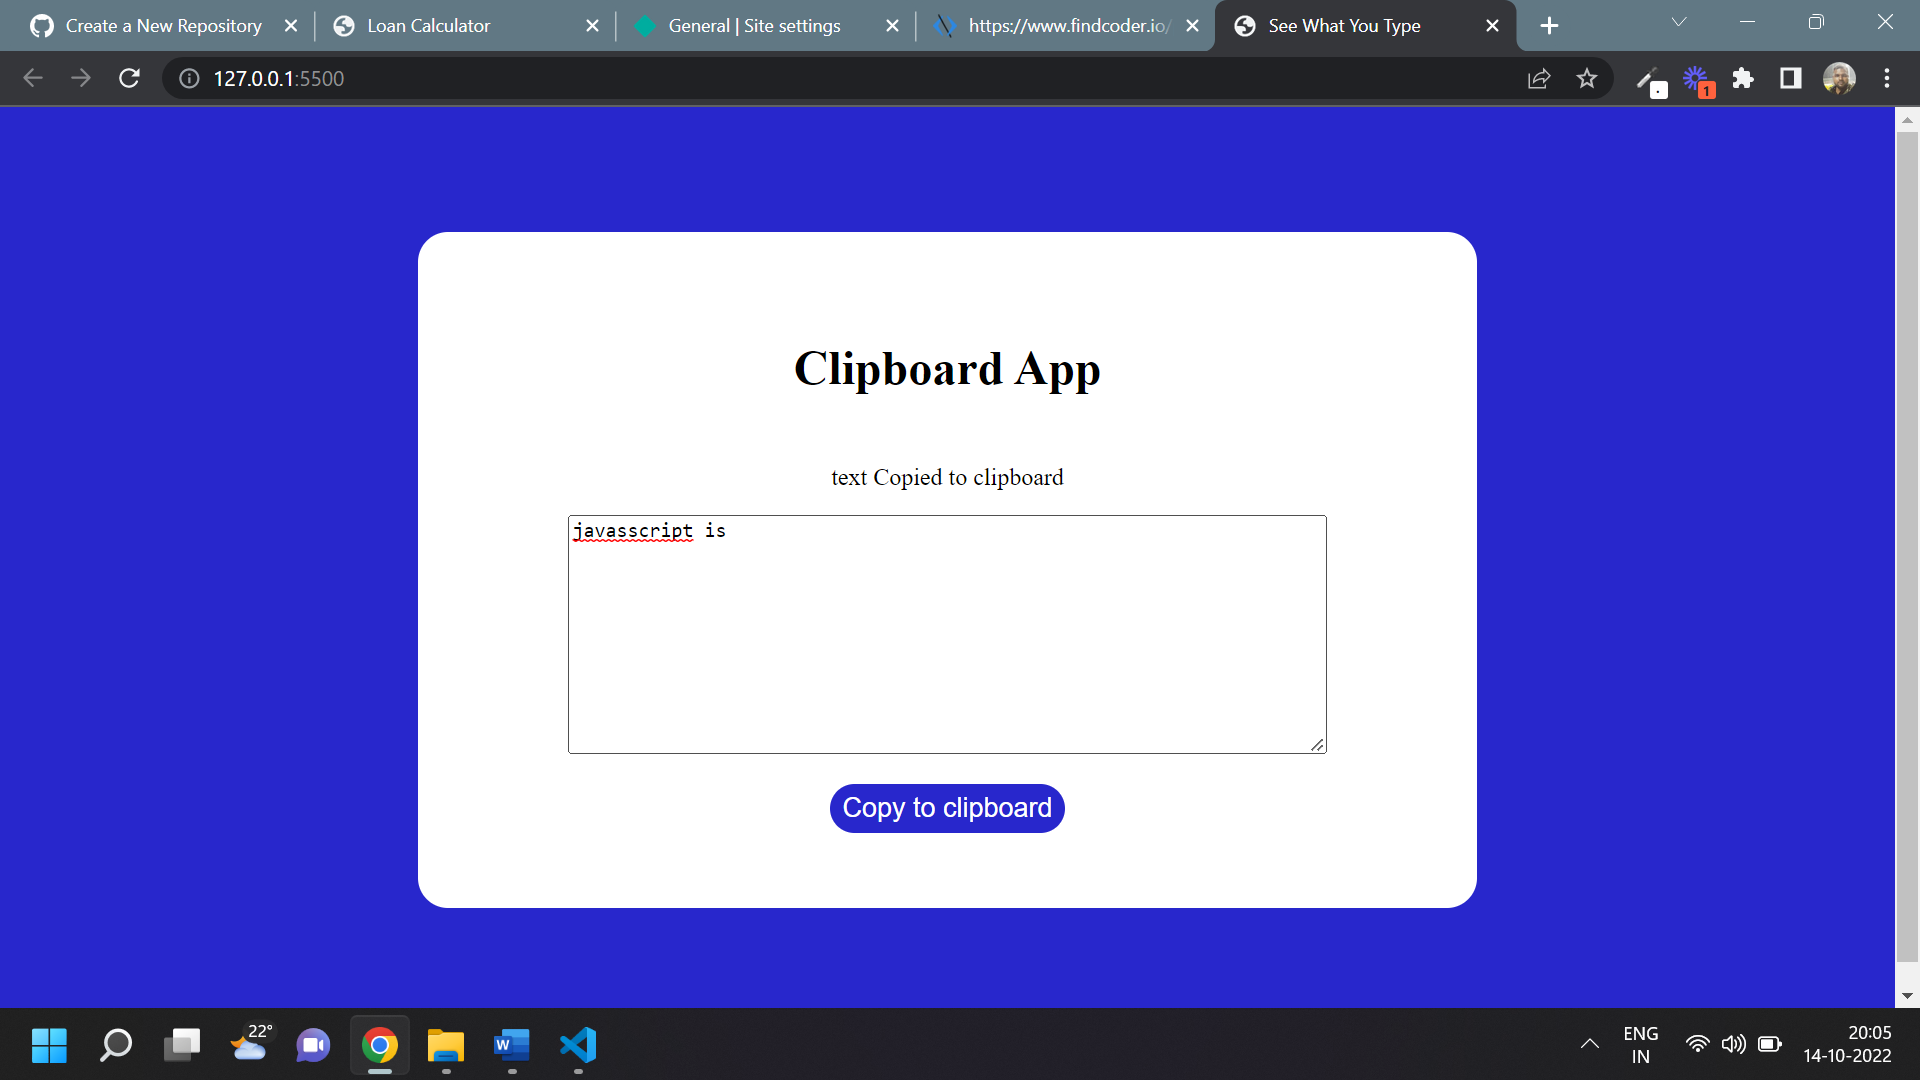 Create a New Repository
Loan Calculator
General | Site settings
https://www.findcoder.io/
See What You Type
127.0.0.1:5500
1
Clipboard App
text Copied to clipboard
javasscript is
Copy to clipboard
22°
W
ENG
IN
20:05
14-10-2022